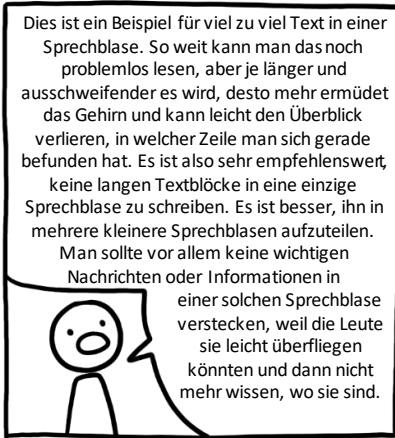 Dies ist ein Beispiel für viel zu viel Text in einer
Sprechblase. So weit kann man das noch
problemlos lesen, aber je länger und
ausschweifender es wird, desto mehr ermüdet
das Gehirn und kann leicht den Überblick
verlieren, in welcher Zeile man sich gerade
befunden hat. Es ist also sehr empfehlenswert,
keine langen Textblöcke in eine einzige
Sprechblase zu schreiben. Es ist besser, ihn in
mehrere kleinere Sprechblasen aufzuteilen.
Man sollte vor allem keine wichtigen
Nachrichten oder Informationen in
einer solchen Sprechblase
verstecken, weil die Leute
sie leicht überfliegen
könnten und dann nicht
mehr wissen, wo sie sind.